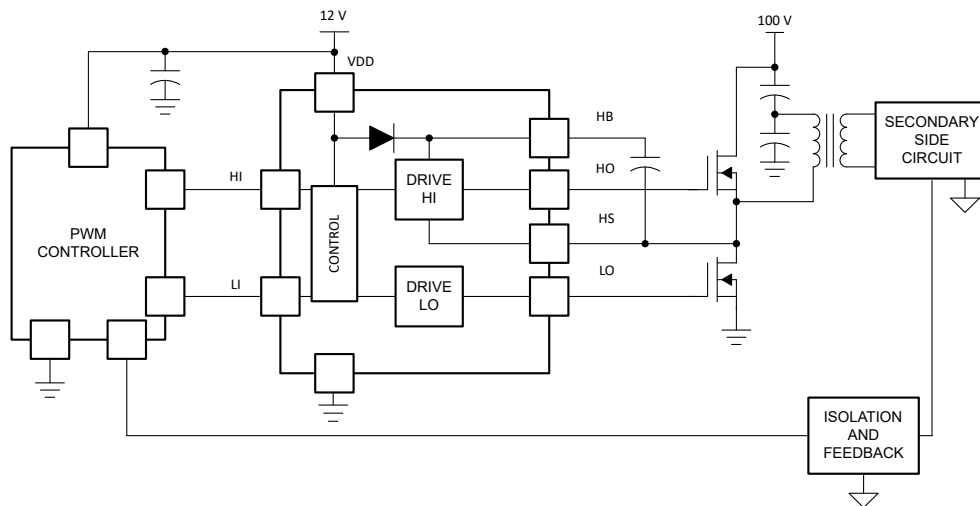 12 V
100 V
VDD
HB
SECONDARY
SIDE
CIRCUIT
HI
DRIVE
HI
HO
PWM
CONTROLLER
CONTROL
HS
LI
DRIVE
LO
LO
ISOLATION
AND
FEEDBACK